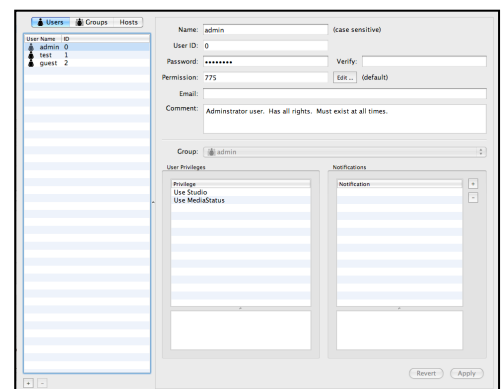 Users Groups Hosts
User Name ID
admin 0
test 1
guest 2
Name: admin (case sensitive)
User ID: 0
Password: •••••••• Verify:
Permission: 775 Edit ... (default)
Email:
Comment: Adminstrator user. Has all rights. Must exist at all times.
Group: admin
User Privileges Notifications
Privilege Notification
Use Studio
Use MediaStatus
+
-
Revert Apply
+ -